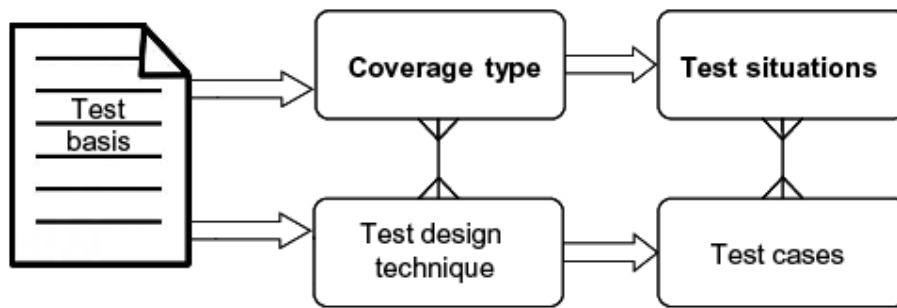 Test
basis
Coverage type
Test situations
Test design
technique
Test cases